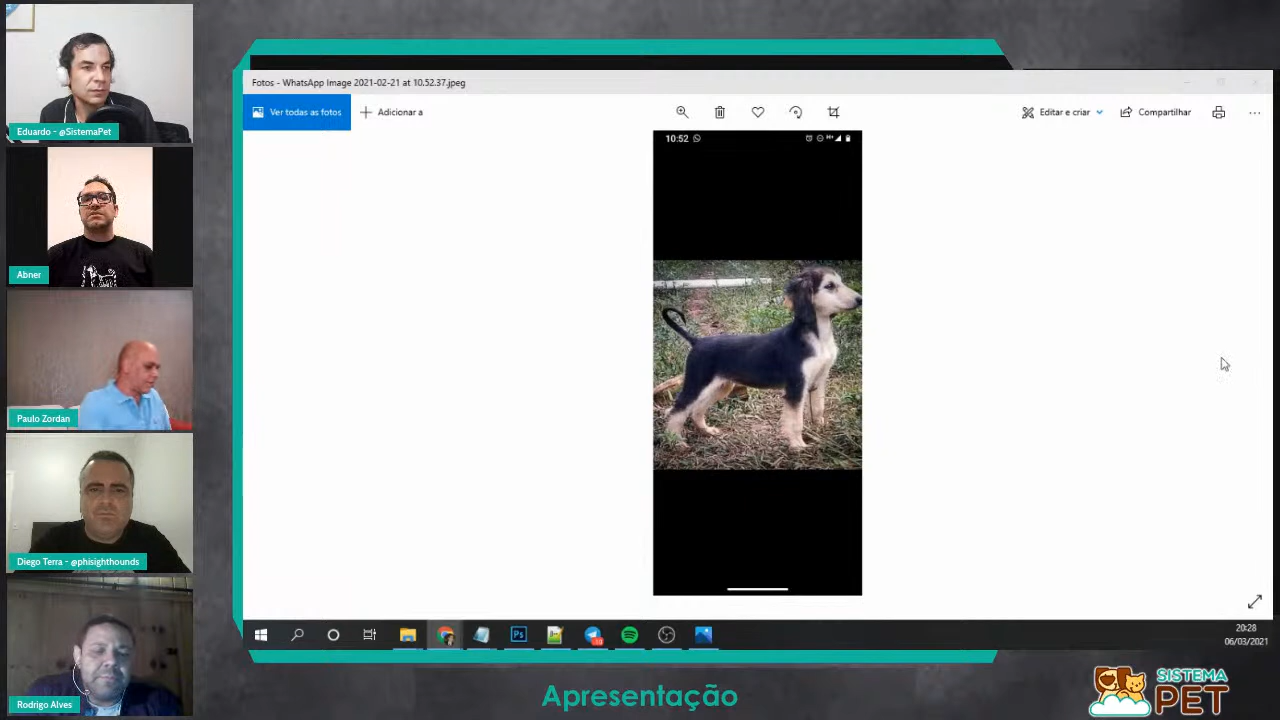 Eduardo - @SistemaPet
Abner
Paulo Zordan
Diego Terra - @phisighthounds
Rodrigo Alves
Fotos - WhatsApp Image 2021-02-21 at 10.52.37.jpeg
Ver todas as fotos
Adicionar a
Editar e criar
Compartilhar
10:52
Ps
20:28
06/03/2021
Apresentação
SISTEMA
PET